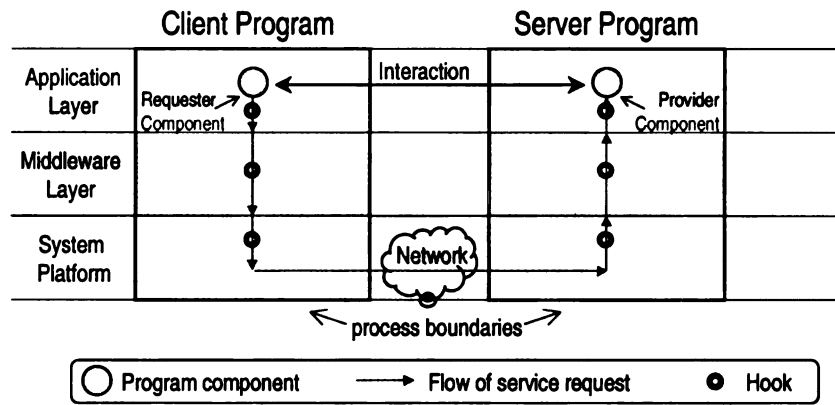 Client Program
Server Program
Application
Layer
Interaction
Requester
Component
Provider
Component
Middleware
Layer
System
Platform
Network
process boundaries
Program component
Flow of service request
Hook